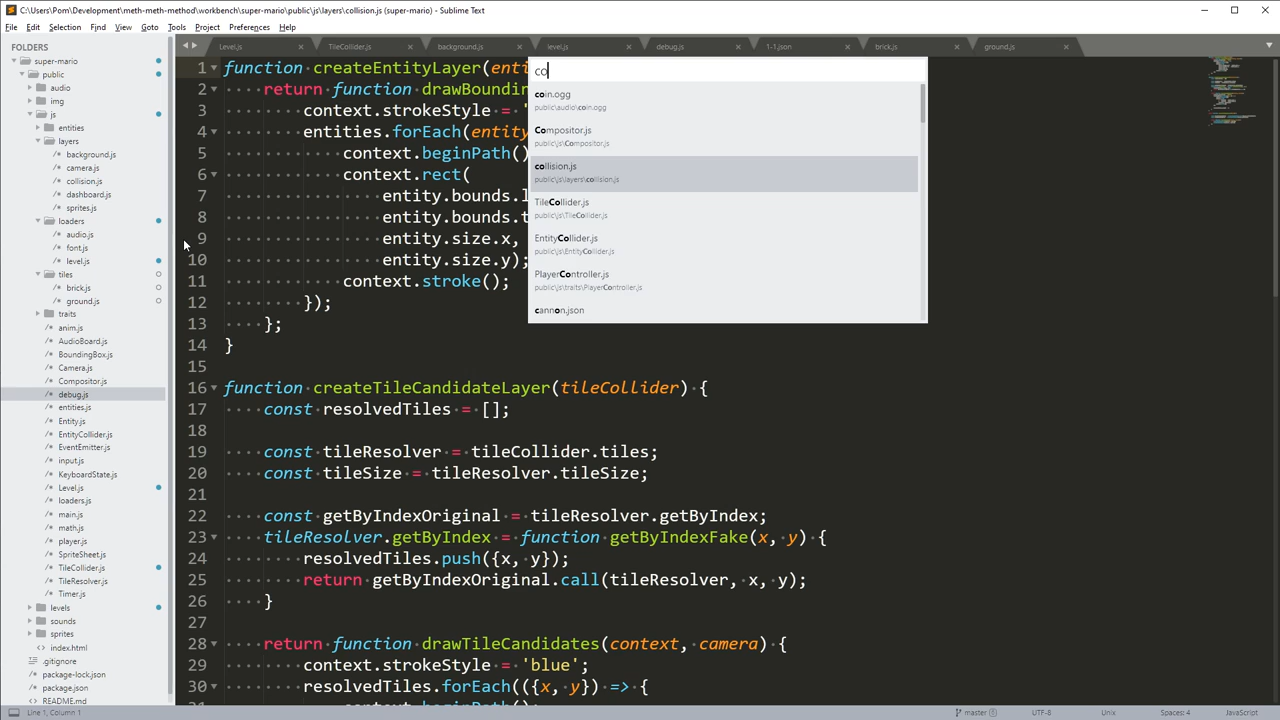 C:\Users\Pom\Development\meth-meth-method\workbench\super-mario\public\js\layers\collision.js (super-mario) - Sublime Text
File Edit Selection Find View Goto Tools Project Preferences Help
FOLDERS
super-mario
public
audio
img
js
entities
layers
background.js
camera.js
collision.js
dashboard.js
sprites.js
loaders
audio.js
font.js
level.js
tiles
brick.js
ground.js
traits
anim.js
AudioBoard.js
BoundingBox.js
Camera.js
Compositor.js
debug.js
entities.js
Entity.js
EntityCollider.js
EventEmitter.js
input.js
KeyboardState.js
Level.js
loaders.js
main.js
math.js
player.js
SpriteSheet.js
TileCollider.js
TileResolver.js
Timer.js
levels
sounds
sprites
index.html
.gitignore
package-lock.json
package.json
README.md
Level.js TileCollider.js background.js level.js debug.js 1-1.json brick.js ground.js
co
coin.ogg
public\audio\coin.ogg
Compositor.js
public\js\Compositor.js
collision.js
public\js\layers\collision.js
TileCollider.js
public\js\TileCollider.js
EntityCollider.js
public\js\EntityCollider.js
PlayerController.js
public\js\traits\PlayerController.js
cannon.json
1 function createEntityLayer(enti
2 return function drawBoundin
3 context.strokeStyle = '
4 entities.forEach(entity
5 context.beginPath()
6 context.rect(
7 entity.bounds.l
8 entity.bounds.t
9 entity.size.x,
10 entity.size.y);
11 context.stroke();
12 });
13 };
14 }
15
16 function createTileCandidateLayer(tileCollider) {
17 const resolvedTiles = [];
18
19 const tileResolver = tileCollider.tiles;
20 const tileSize = tileResolver.tileSize;
21
22 const getByIndexOriginal = tileResolver.getByIndex;
23 tileResolver.getByIndex = function getByIndexFake(x, y) {
24 resolvedTiles.push({x, y});
25 return getByIndexOriginal.call(tileResolver, x, y);
26 }
27
28 return function drawTileCandidates(context, camera) {
29 context.strokeStyle = 'blue';
30 resolvedTiles.forEach(({x, y}) => {
Line 1, Column 1 master UTF-8 Unix Spaces: 4 JavaScript